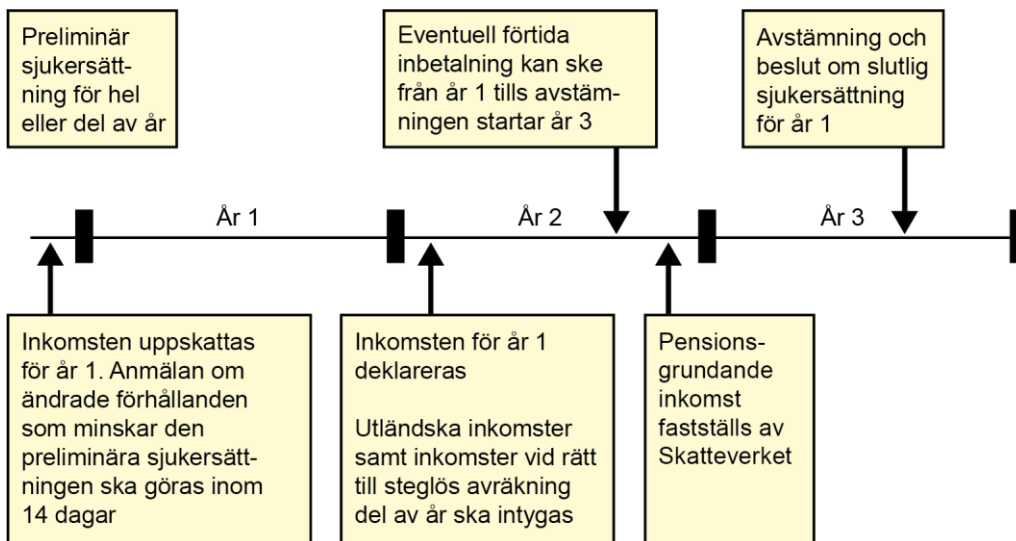 Preliminär
sjukersätt-
ning för hel
eller del av år
Eventuell förtida
inbetalning kan ske
från år 1 tills avstäm-
ningen startar år 3
Avstämning och
beslut om slutlig
sjukersättning
för år 1
År 1
År 2
År 3
Inkomsten uppskattas
för år 1. Anmälan om
ändrade förhållanden
som minskar den
preliminära sjukersätt-
ningen ska göras inom
14 dagar
Inkomsten för år 1
deklareras
Utländska inkomster
samt inkomster vid rätt
till steglös avräkning
del av år ska intygas
Pensions-
grundande
inkomst
fastställs av
Skatteverket